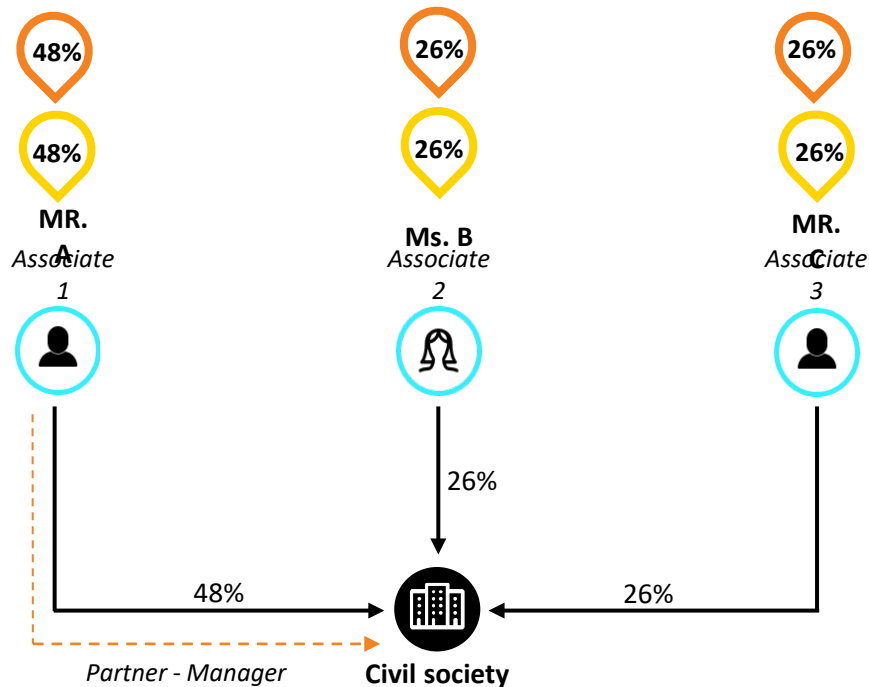 48%
26%
26%
48%
26%
26%
MR.
A
Associate
1
Ms. B
Associate
2
MR.
C
Associate
3
26%
48%
26%
Partner - Manager
Civil society